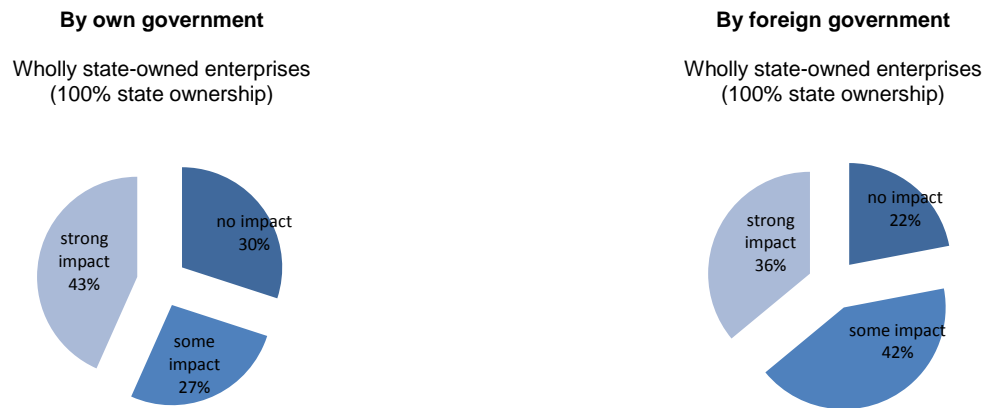 By own government
Wholly state-owned enterprises
(100% state ownership)
strong
impact
43%
no impact
30%
some
impact
27%
By foreign government
Wholly state-owned enterprises
(100% state ownership)
strong
impact
36%
no impact
22%
some impact
42%